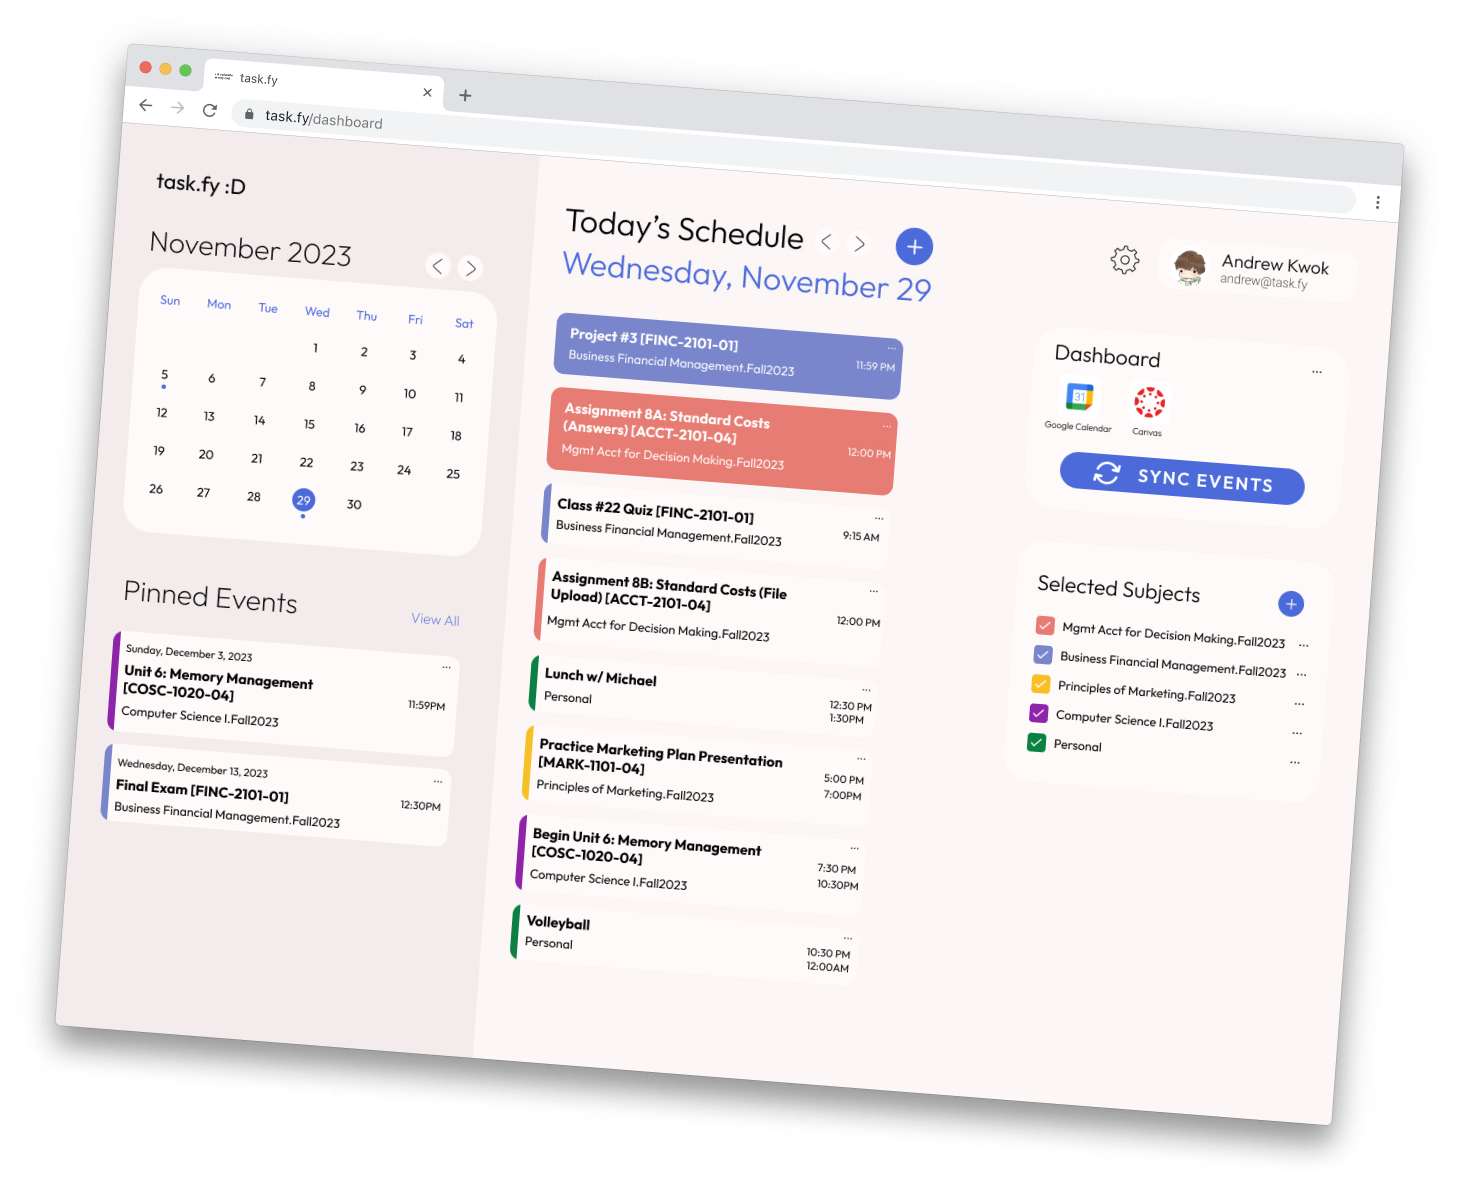 task.fy
task.fy/dashboard
task.fy :D
November 2023
Sun Mon Tue Wed Thu Fri Sat
1 2 3 4
5 6 7 8 9 10 11
12 13 14 15 16 17 18
19 20 21 22 23 24 25
26 27 28 29 30
Pinned Events
View All
Sunday, December 3, 2023
Unit 6: Memory Management
[COSC-1020-04]
11:59PM
Computer Science I.Fall2023
Wednesday, December 13, 2023
Final Exam [FINC-2101-01]
12:30PM
Business Financial Management.Fall2023
Today's Schedule
Wednesday, November 29
Project #3 [FINC-2101-01]
11:59 PM
Business Financial Management.Fall2023
Assignment 8A: Standard Costs
(Answers) [ACCT-2101-04]
12:00 PM
Mgmt Acct for Decision Making.Fall2023
Class #22 Quiz [FINC-2101-01]
9:15 AM
Business Financial Management.Fall2023
Assignment 8B: Standard Costs (File
Upload) [ACCT-2101-04]
12:00 PM
Mgmt Acct for Decision Making.Fall2023
Lunch w/ Michael
Personal
12:30 PM
1:30PM
Practice Marketing Plan Presentation
[MARK-1101-04]
Principles of Marketing.Fall2023
5:00 PM
7:00PM
Begin Unit 6: Memory Management
[COSC-1020-04]
Computer Science I.Fall2023
7:30 PM
10:30PM
Volleyball
Personal
10:30 PM
12:00AM
Andrew Kwok
andrew@task.fy
Dashboard
31
Google Calendar
Canvas
SYNC EVENTS
Selected Subjects
Mgmt Acct for Decision Making.Fall2023
Business Financial Management.Fall2023
Principles of Marketing.Fall2023
Computer Science I.Fall2023
Personal